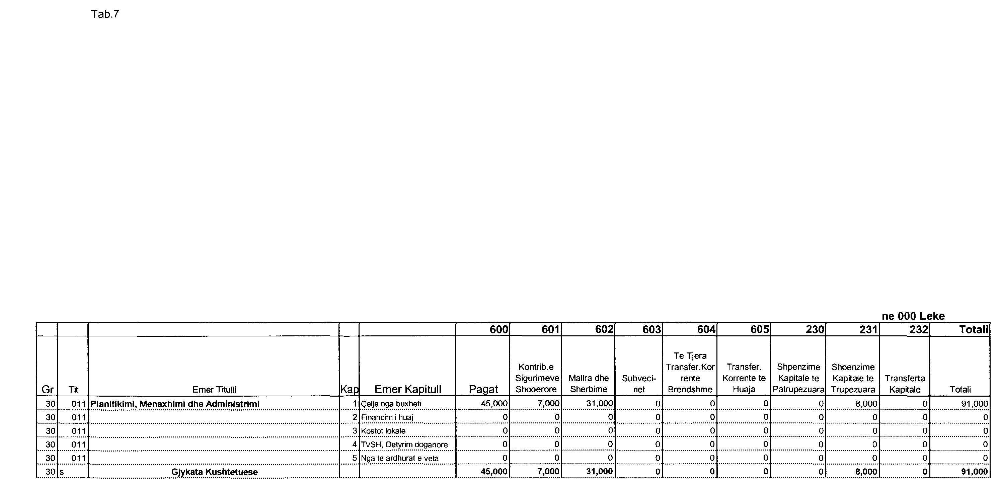 Tab.7
ne 000 Leke
600 601 602 603 604 605 230 231 232 Totali
Te Tjera
Kontrib.e Transfer.Kor Transfer. Shpenzime Shpenzime
Sigurimeve Mallra dhe Subveci- rente Korrente te Kapitale te Kapitale te Transferta
Gr Tit Emer Titulli Kap Emer Kapitull Pagat Shoqerore Sherbime net Brendshme Huaja Patrupezuara Trupezuara Kapitale Totali
30 011 Planifikimi, Menaxhimi dhe Administrimi 1 Çelje nga buxheti 45,000 7,000 31,000 0 0 0 0 8,000 0 91,000
30 011 2 Financim i huaj 0 0 0 0 0 0 0 0 0 0
30 011 3 Kostot lokale 0 0 0 0 0 0 0 0 0 0
30 011 4 TVSH, Detyrim doganore 0 0 0 0 0 0 0 0 0 0
30 011 5 Nga te ardhurat e veta 0 0 0 0 0 0 0 0 0 0
30 s Gjykata Kushtetuese 45,000 7,000 31,000 0 0 0 0 8,000 0 91,000